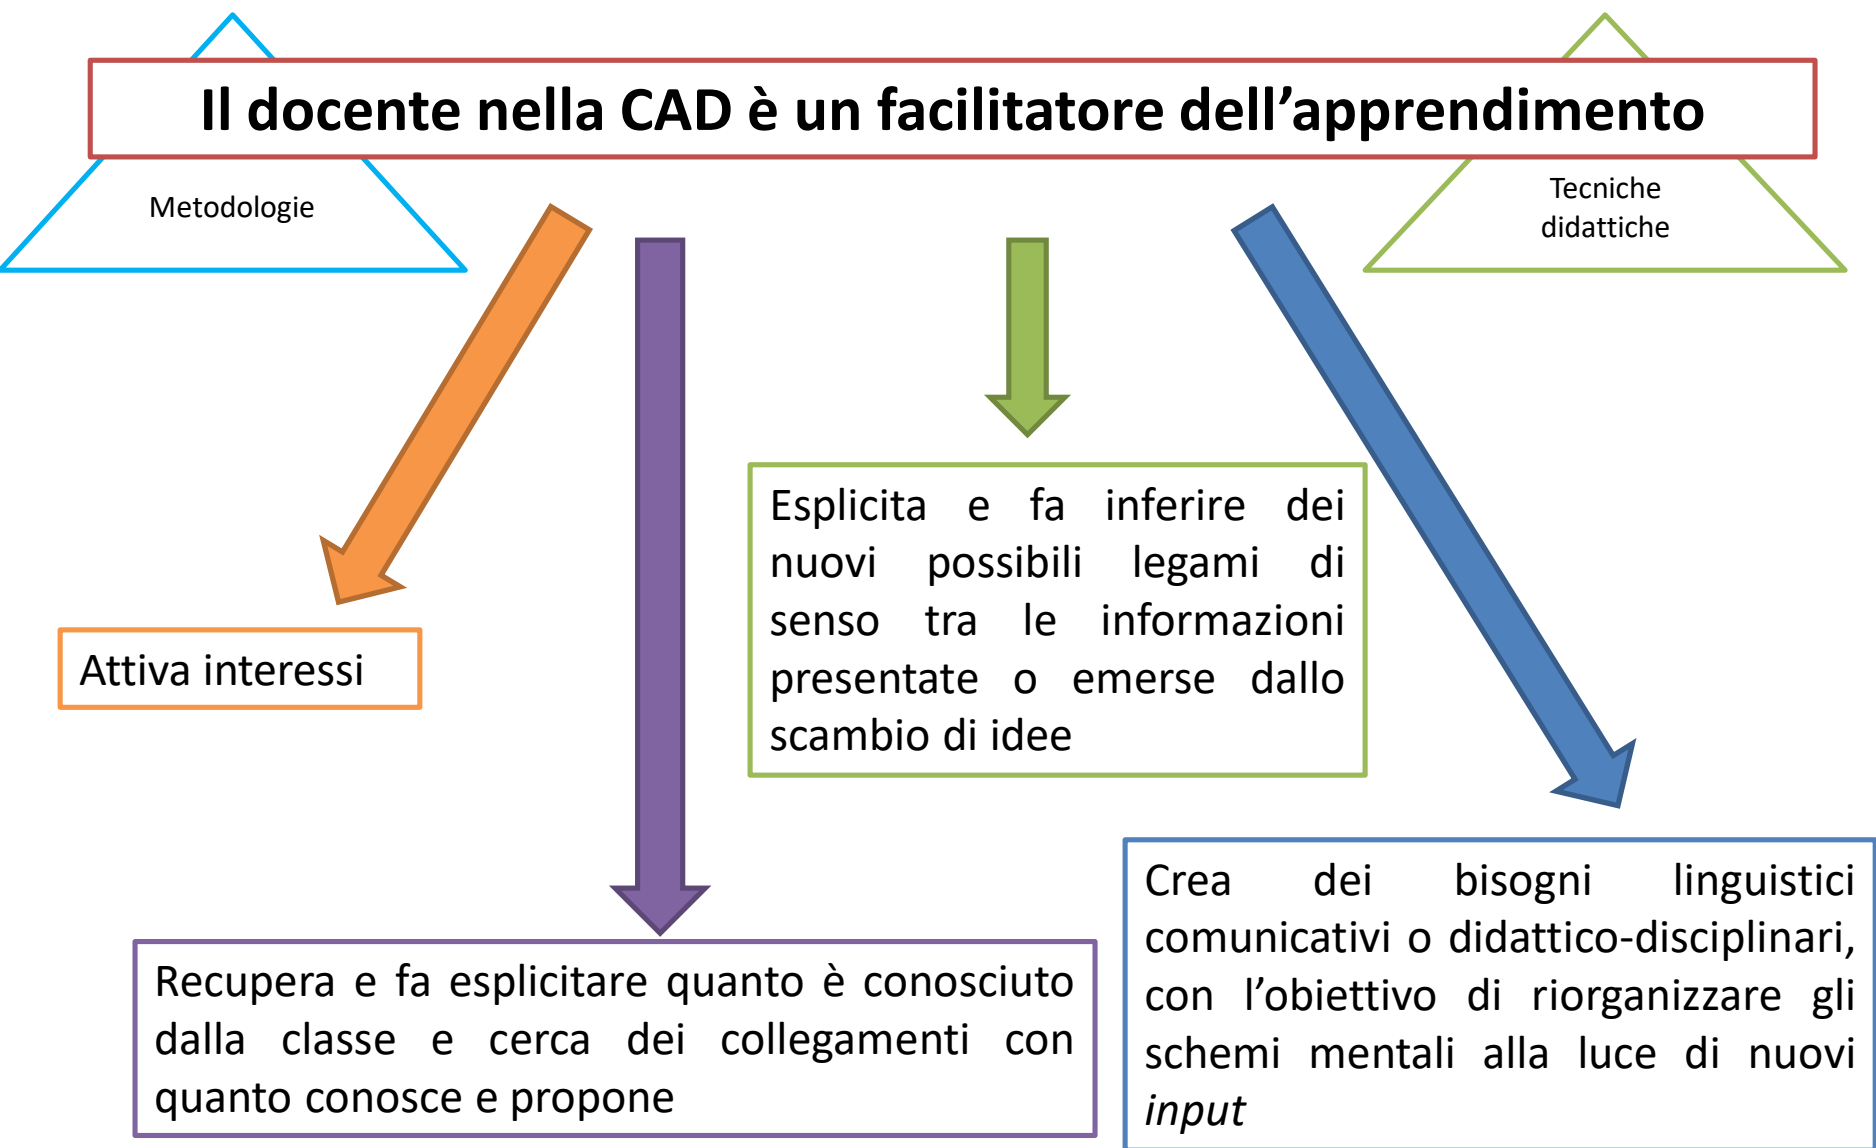 Il docente nella CAD è un facilitatore dell’apprendimento
Metodologie
Tecniche
didattiche
Attiva interessi
Esplicita e fa inferire dei
nuovi possibili legami di
senso tra le informazioni
presentate o emerse dallo
scambio di idee
Recupera e fa esplicitare quanto è conosciuto
dalla classe e cerca dei collegamenti con
quanto conosce e propone
Crea dei bisogni linguistici
comunicativi o didattico-disciplinari,
con l’obiettivo di riorganizzare gli
schemi mentali alla luce di nuovi
input